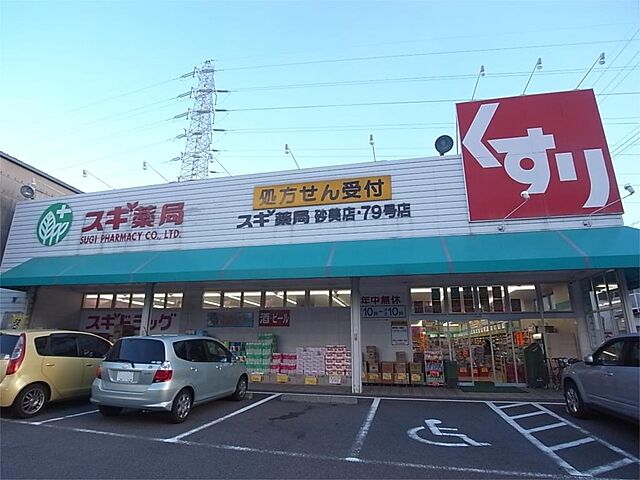 くすり
処方せん受付
スギ薬局
SUGI PHARMACY CO., LTD.
スギ薬局 砂美店・79号店
年中無休
10時~10時
スギドラッグ
酒・ビール